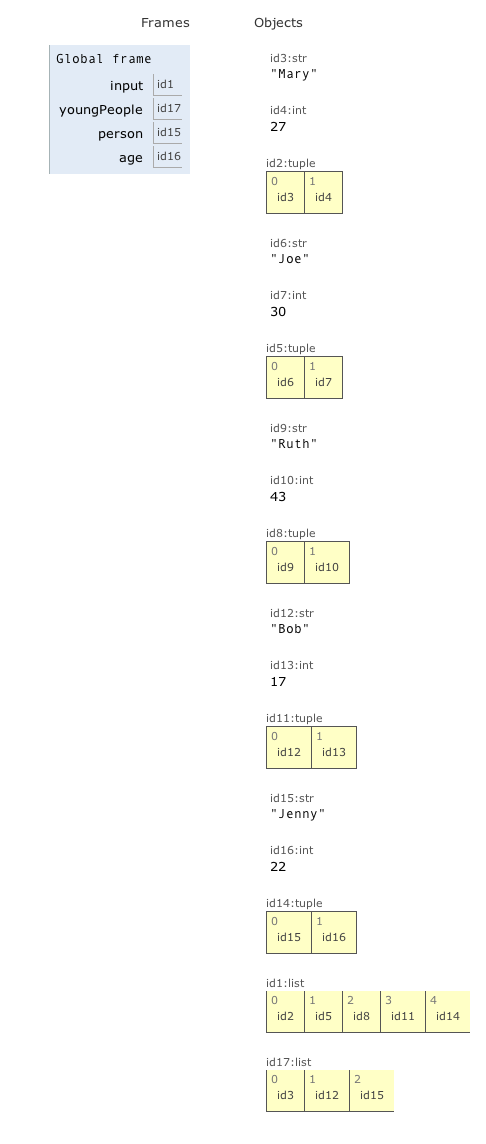 Frames Objects
Global frame
input id1
youngPeople id17
person id15
age id16
id3:str
"Mary"
id4:int
27
id2:tuple
0 1
id3 id4
id6:str
"Joe"
id7:int
30
id5:tuple
0 1
id6 id7
id9:str
"Ruth"
id10:int
43
id8:tuple
0 1
id9 id10
id12:str
"Bob"
id13:int
17
id11:tuple
0 1
id12 id13
id15:str
"Jenny"
id16:int
22
id14:tuple
0 1
id15 id16
id1:list
0 1 2 3 4
id2 id5 id8 id11 id14
id17:list
0 1 2
id3 id12 id15